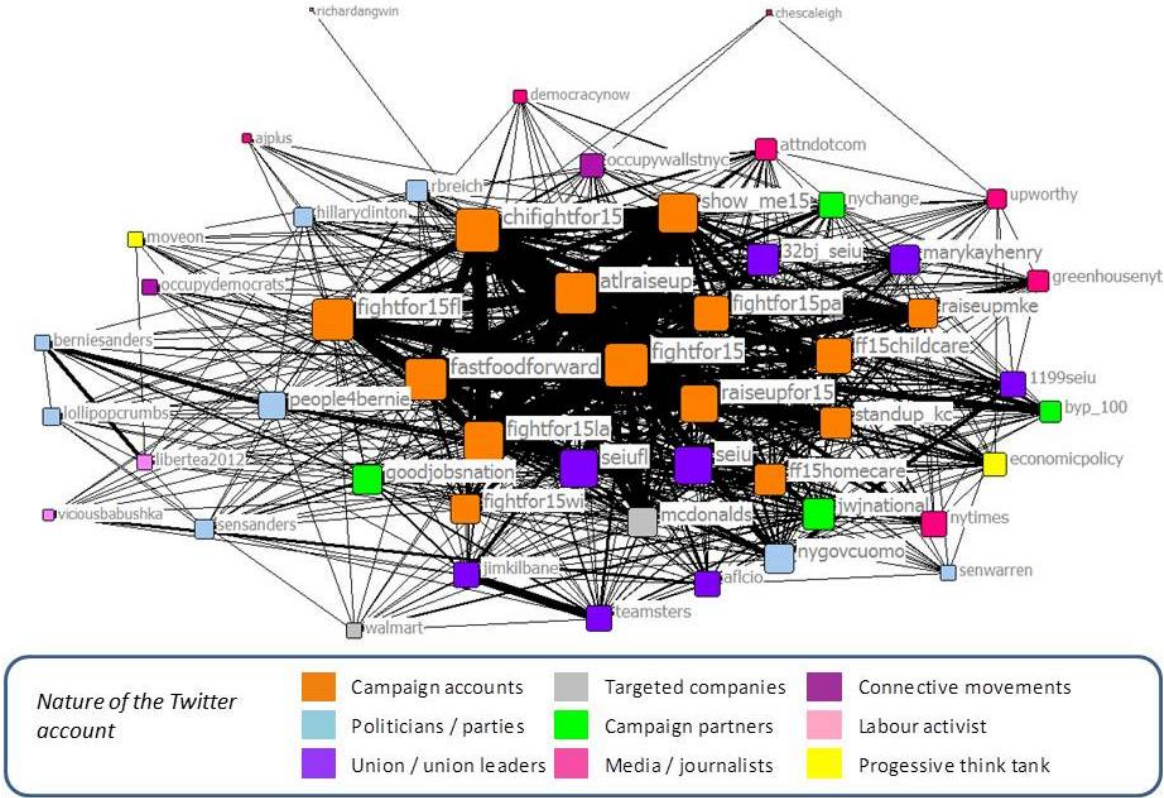 richardangwin
chescaleigh
democracynow
ajplus
attndotcom
occupywallstnyc
rbreich
upworthy
show_me15
nychange
hillaryclinton
chifightfor15
moveon
32bj_seiu
marykayhenry
greenhousenyt
atlraiseup
occupydemocrats
fightfor15fl
fightfor15pa
raiseupmke
berniesanders
ff15childcare
fightfor15
fastfoodforward
1199seiu
raiseupfor15
people4bernie
byp_100
lollipopcrumbs
standup_kc
fightfor15la
libertea2012
seiufl
seiu
economicpolicy
goodjobsnation
ff15homecare
fightfor15wi
jwjnational
viciousbabushka
mcdonalds
nytimes
sensanders
nygovcuomo
jimkilbane
senwarren
aflcio
teamsters
walmart
Nature of the Twitter
account
Campaign accounts
Targeted companies
Connective movements
Politicians / parties
Campaign partners
Labour activist
Union / union leaders
Media / journalists
Progessive think tank